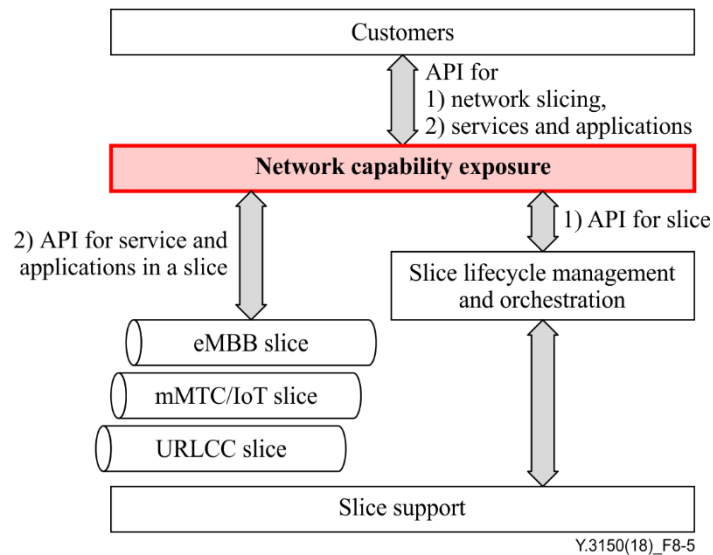 Customers
API for
1) network slicing,
2) services and applications
Network capability exposure
2) API for service and
applications in a slice
1) API for slice
Slice lifecycle management
and orchestration
eMBB slice
mMTC/IoT slice
URLCC slice
Slice support
Y.3150(18)_F8-5